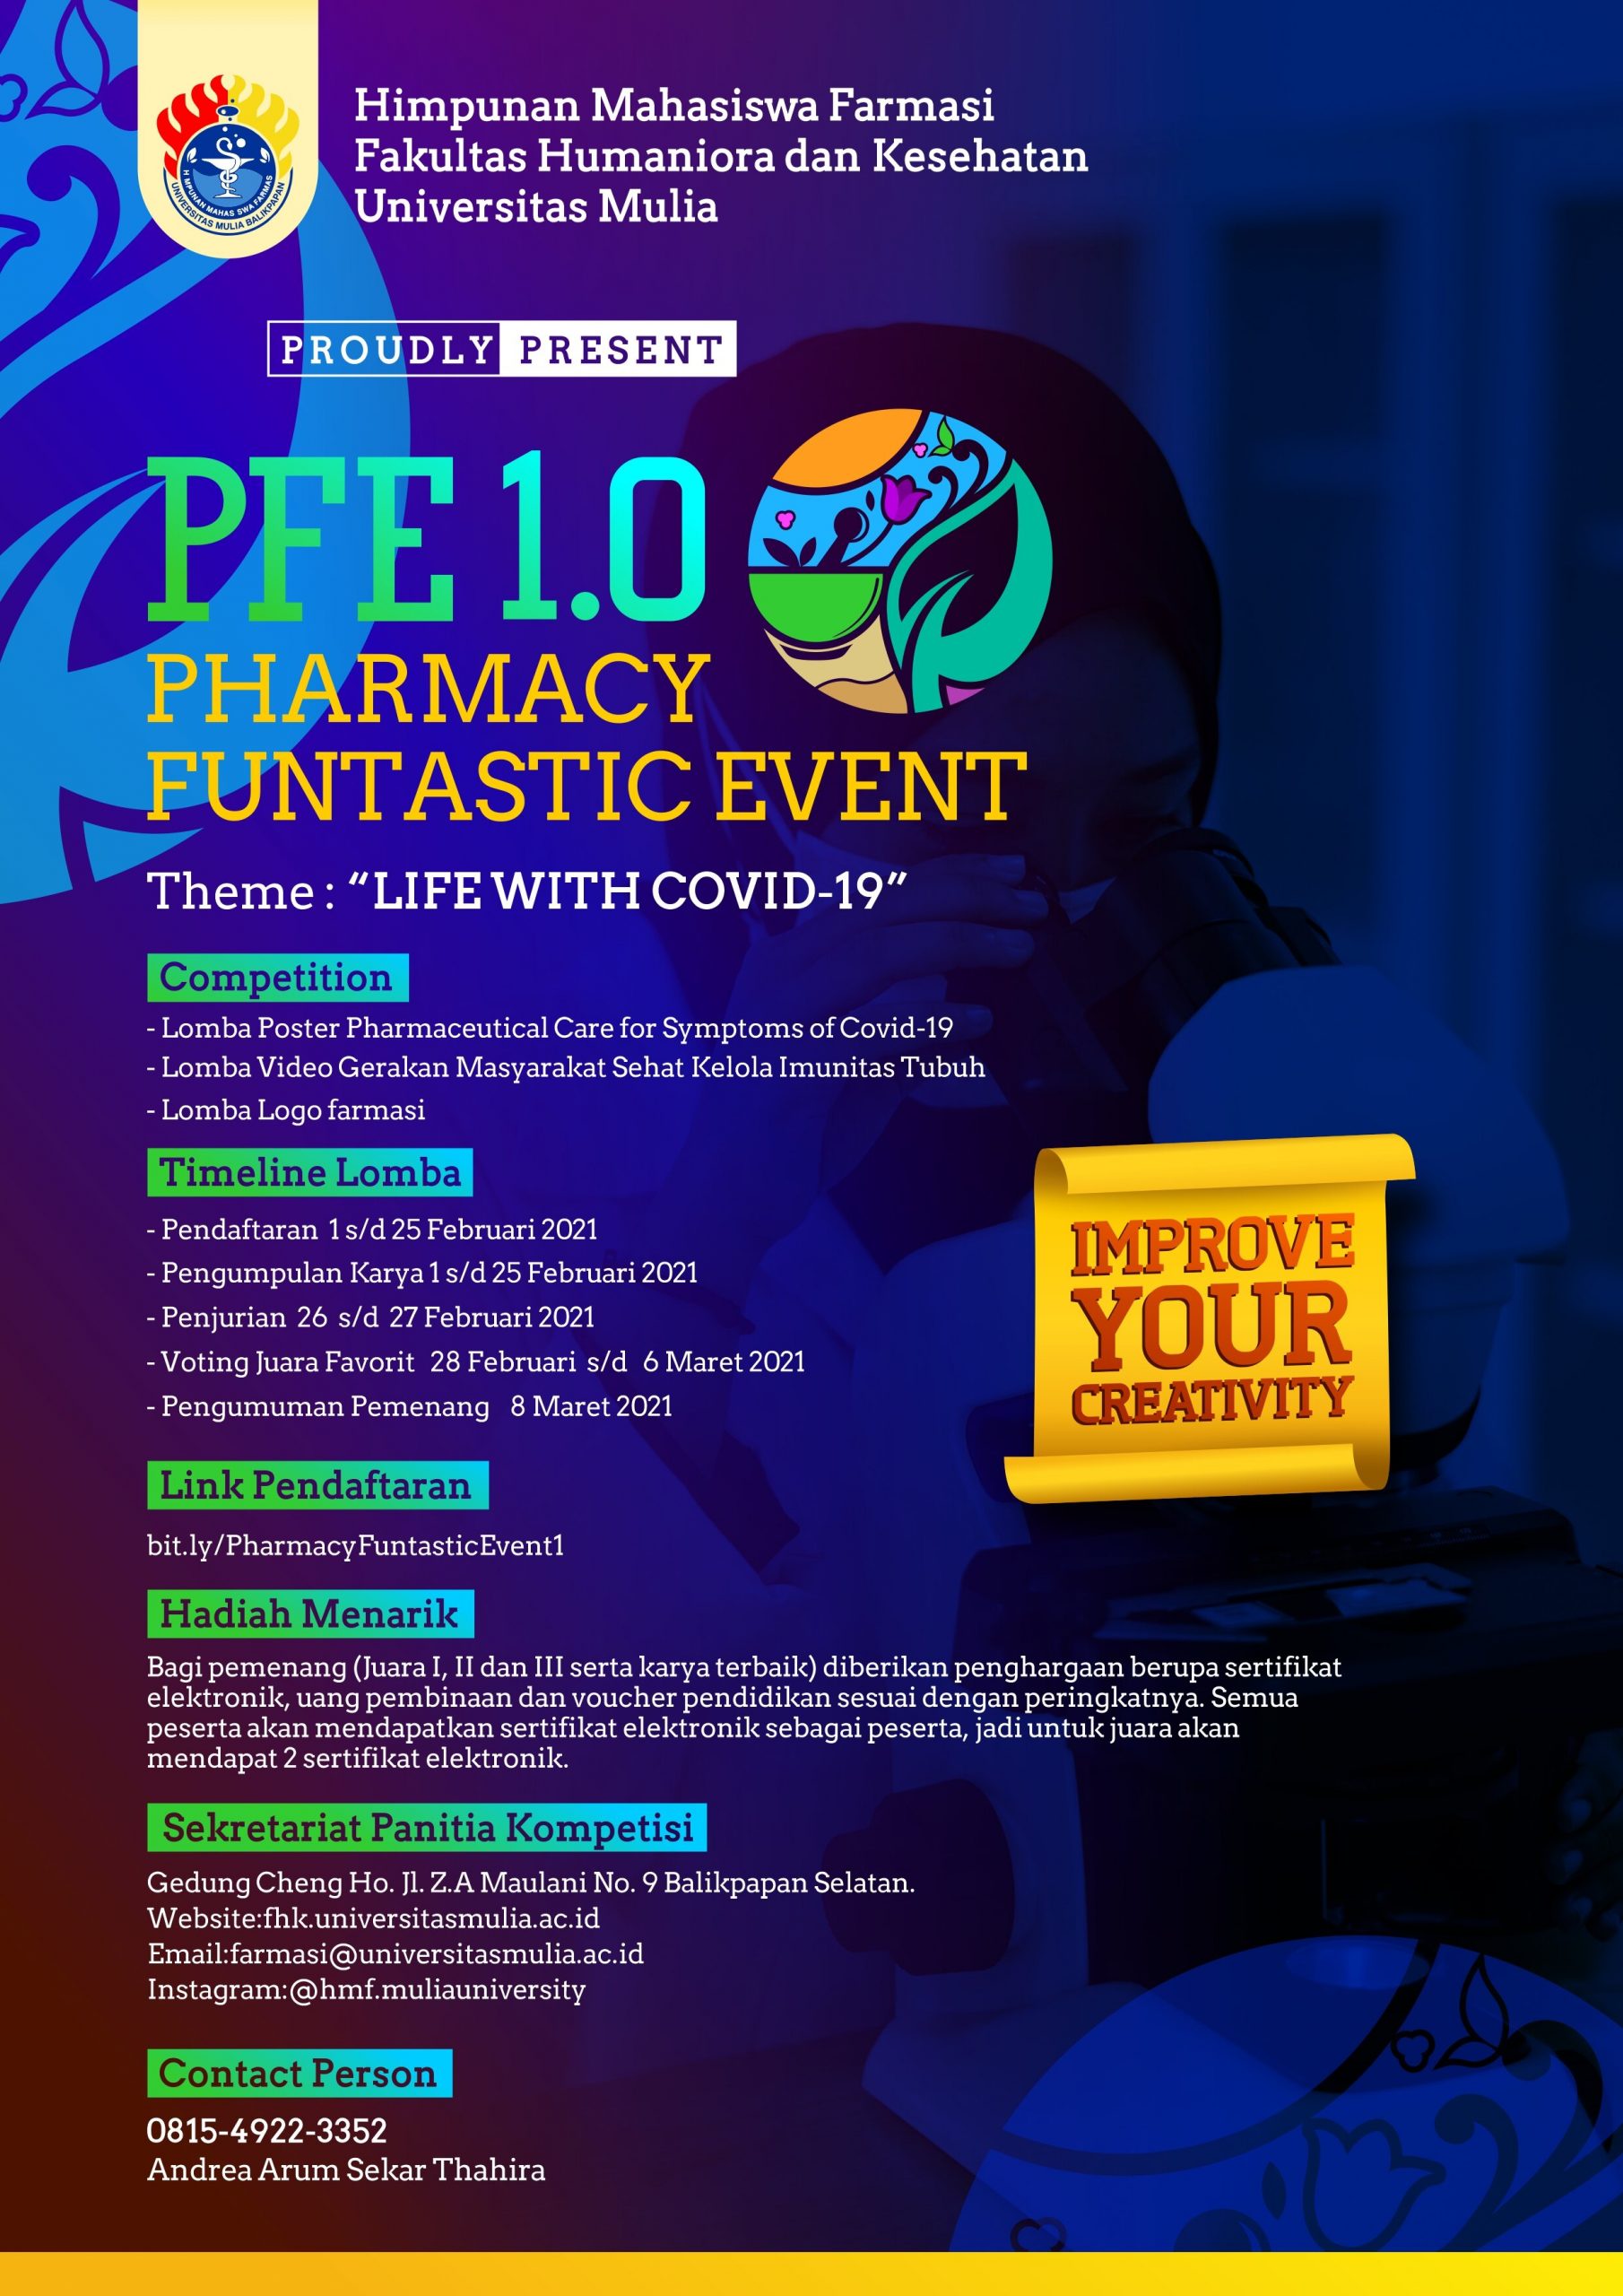 Himpunan Mahasiswa Farmasi
Fakultas Humaniora dan Kesehatan
Universitas Mulia
H MPUNAN MAHAS SWA FARMAS
UNIVERSITAS MULIA BALIKPAPAN
PROUDLY PRESENT
PFE 1.0
PHARMACY
FUNTASTIC EVENT
Theme : “LIFE WITH COVID-19”
Competition
- Lomba Poster Pharmaceutical Care for Symptoms of Covid-19
- Lomba Video Gerakan Masyarakat Sehat Kelola Imunitas Tubuh
- Lomba Logo farmasi
Timeline Lomba
- Pendaftaran 1 s/d 25 Februari 2021
- Pengumpulan Karya 1 s/d 25 Februari 2021
- Penjurian 26 s/d 27 Februari 2021
- Voting Juara Favorit 28 Februari s/d 6 Maret 2021
- Pengumuman Pemenang 8 Maret 2021
IMPROVE
YOUR
CREATIVITY
Link Pendaftaran
bit.ly/PharmacyFuntasticEvent1
Hadiah Menarik
Bagi pemenang (Juara I, II dan III serta karya terbaik) diberikan penghargaan berupa sertifikat
elektronik, uang pembinaan dan voucher pendidikan sesuai dengan peringkatnya. Semua
peserta akan mendapatkan sertifikat elektronik sebagai peserta, jadi untuk juara akan
mendapat 2 sertifikat elektronik.
Sekretariat Panitia Kompetisi
Gedung Cheng Ho. Jl. Z.A Maulani No. 9 Balikpapan Selatan.
Website:fhk.universitasmulia.ac.id
Email:farmasi@universitasmulia.ac.id
Instagram:@hmf.muliauniversity
Contact Person
0815-4922-3352
Andrea Arum Sekar Thahira